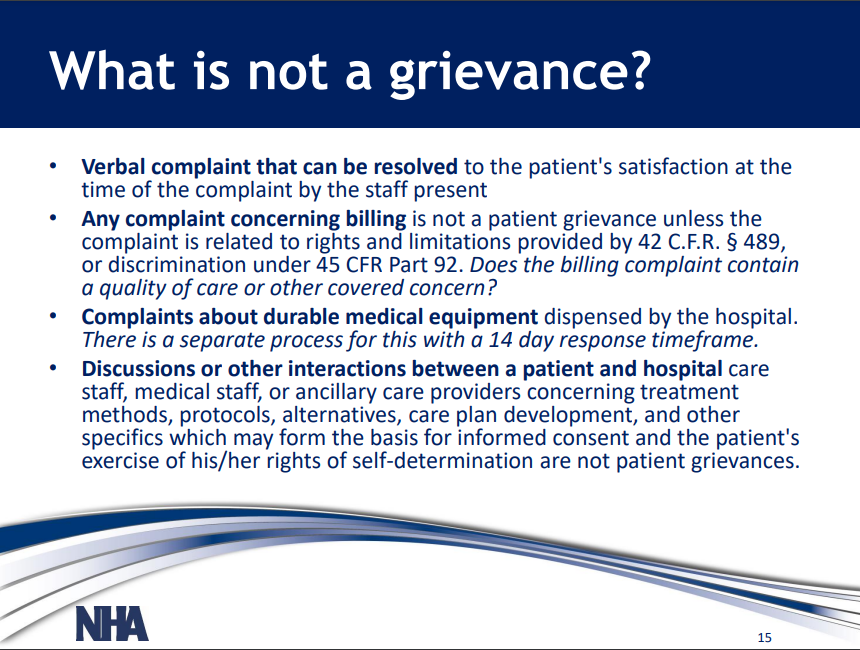 What is not a grievance?
• Verbal complaint that can be resolved to the patient's satisfaction at the
time of the complaint by the staff present
• Any complaint concerning billing is not a patient grievance unless the
complaint is related to rights and limitations provided by 42 C.F.R. § 489,
or discrimination under 45 CFR Part 92. Does the billing complaint contain
a quality of care or other covered concern?
• Complaints about durable medical equipment dispensed by the hospital.
There is a separate process for this with a 14 day response timeframe.
• Discussions or other interactions between a patient and hospital care
staff, medical staff, or ancillary care providers concerning treatment
methods, protocols, alternatives, care plan development, and other
specifics which may form the basis for informed consent and the patient's
exercise of his/her rights of self-determination are not patient grievances.
NHA
15